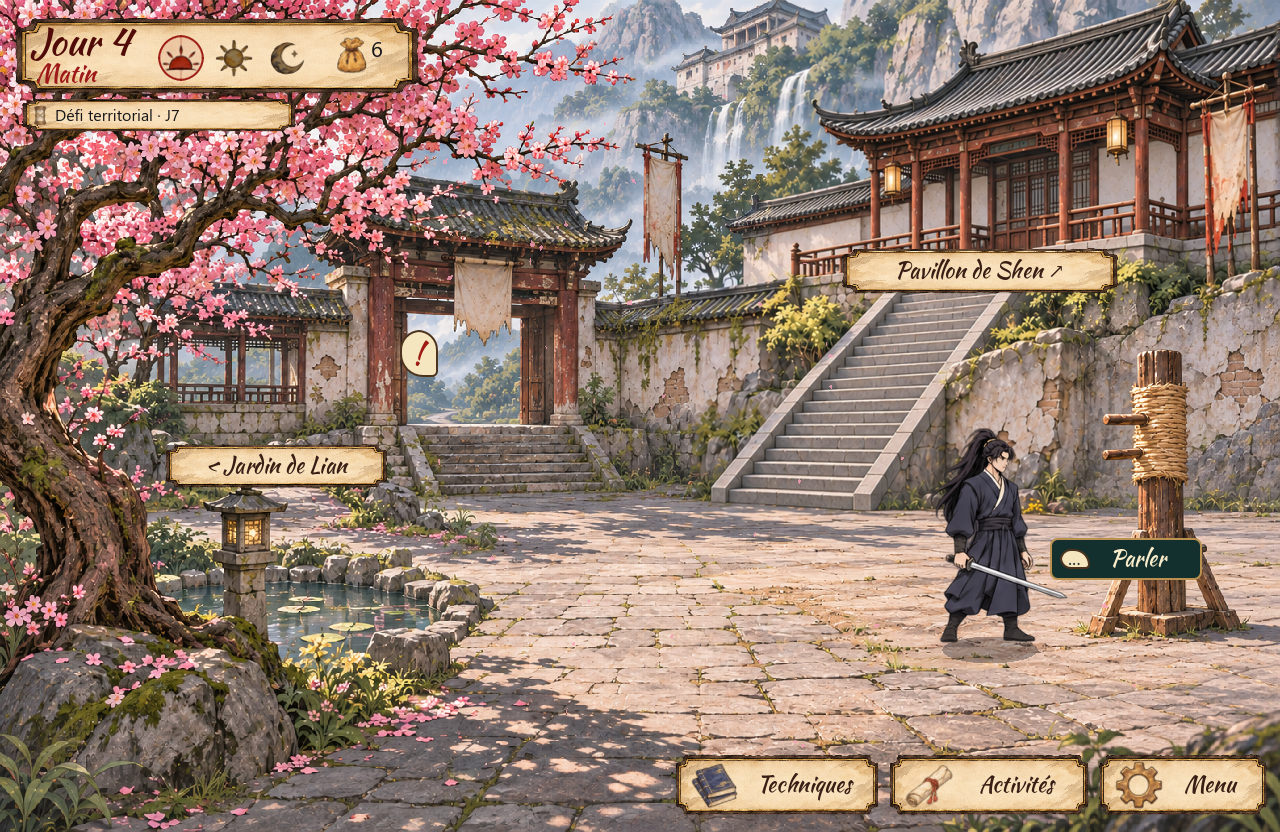 Jour 4
Matin
6
Défi territorial · J7
Pavillon de Shen ↗
!
< Jardin de Lian
... Parler
Techniques
Activités
Menu